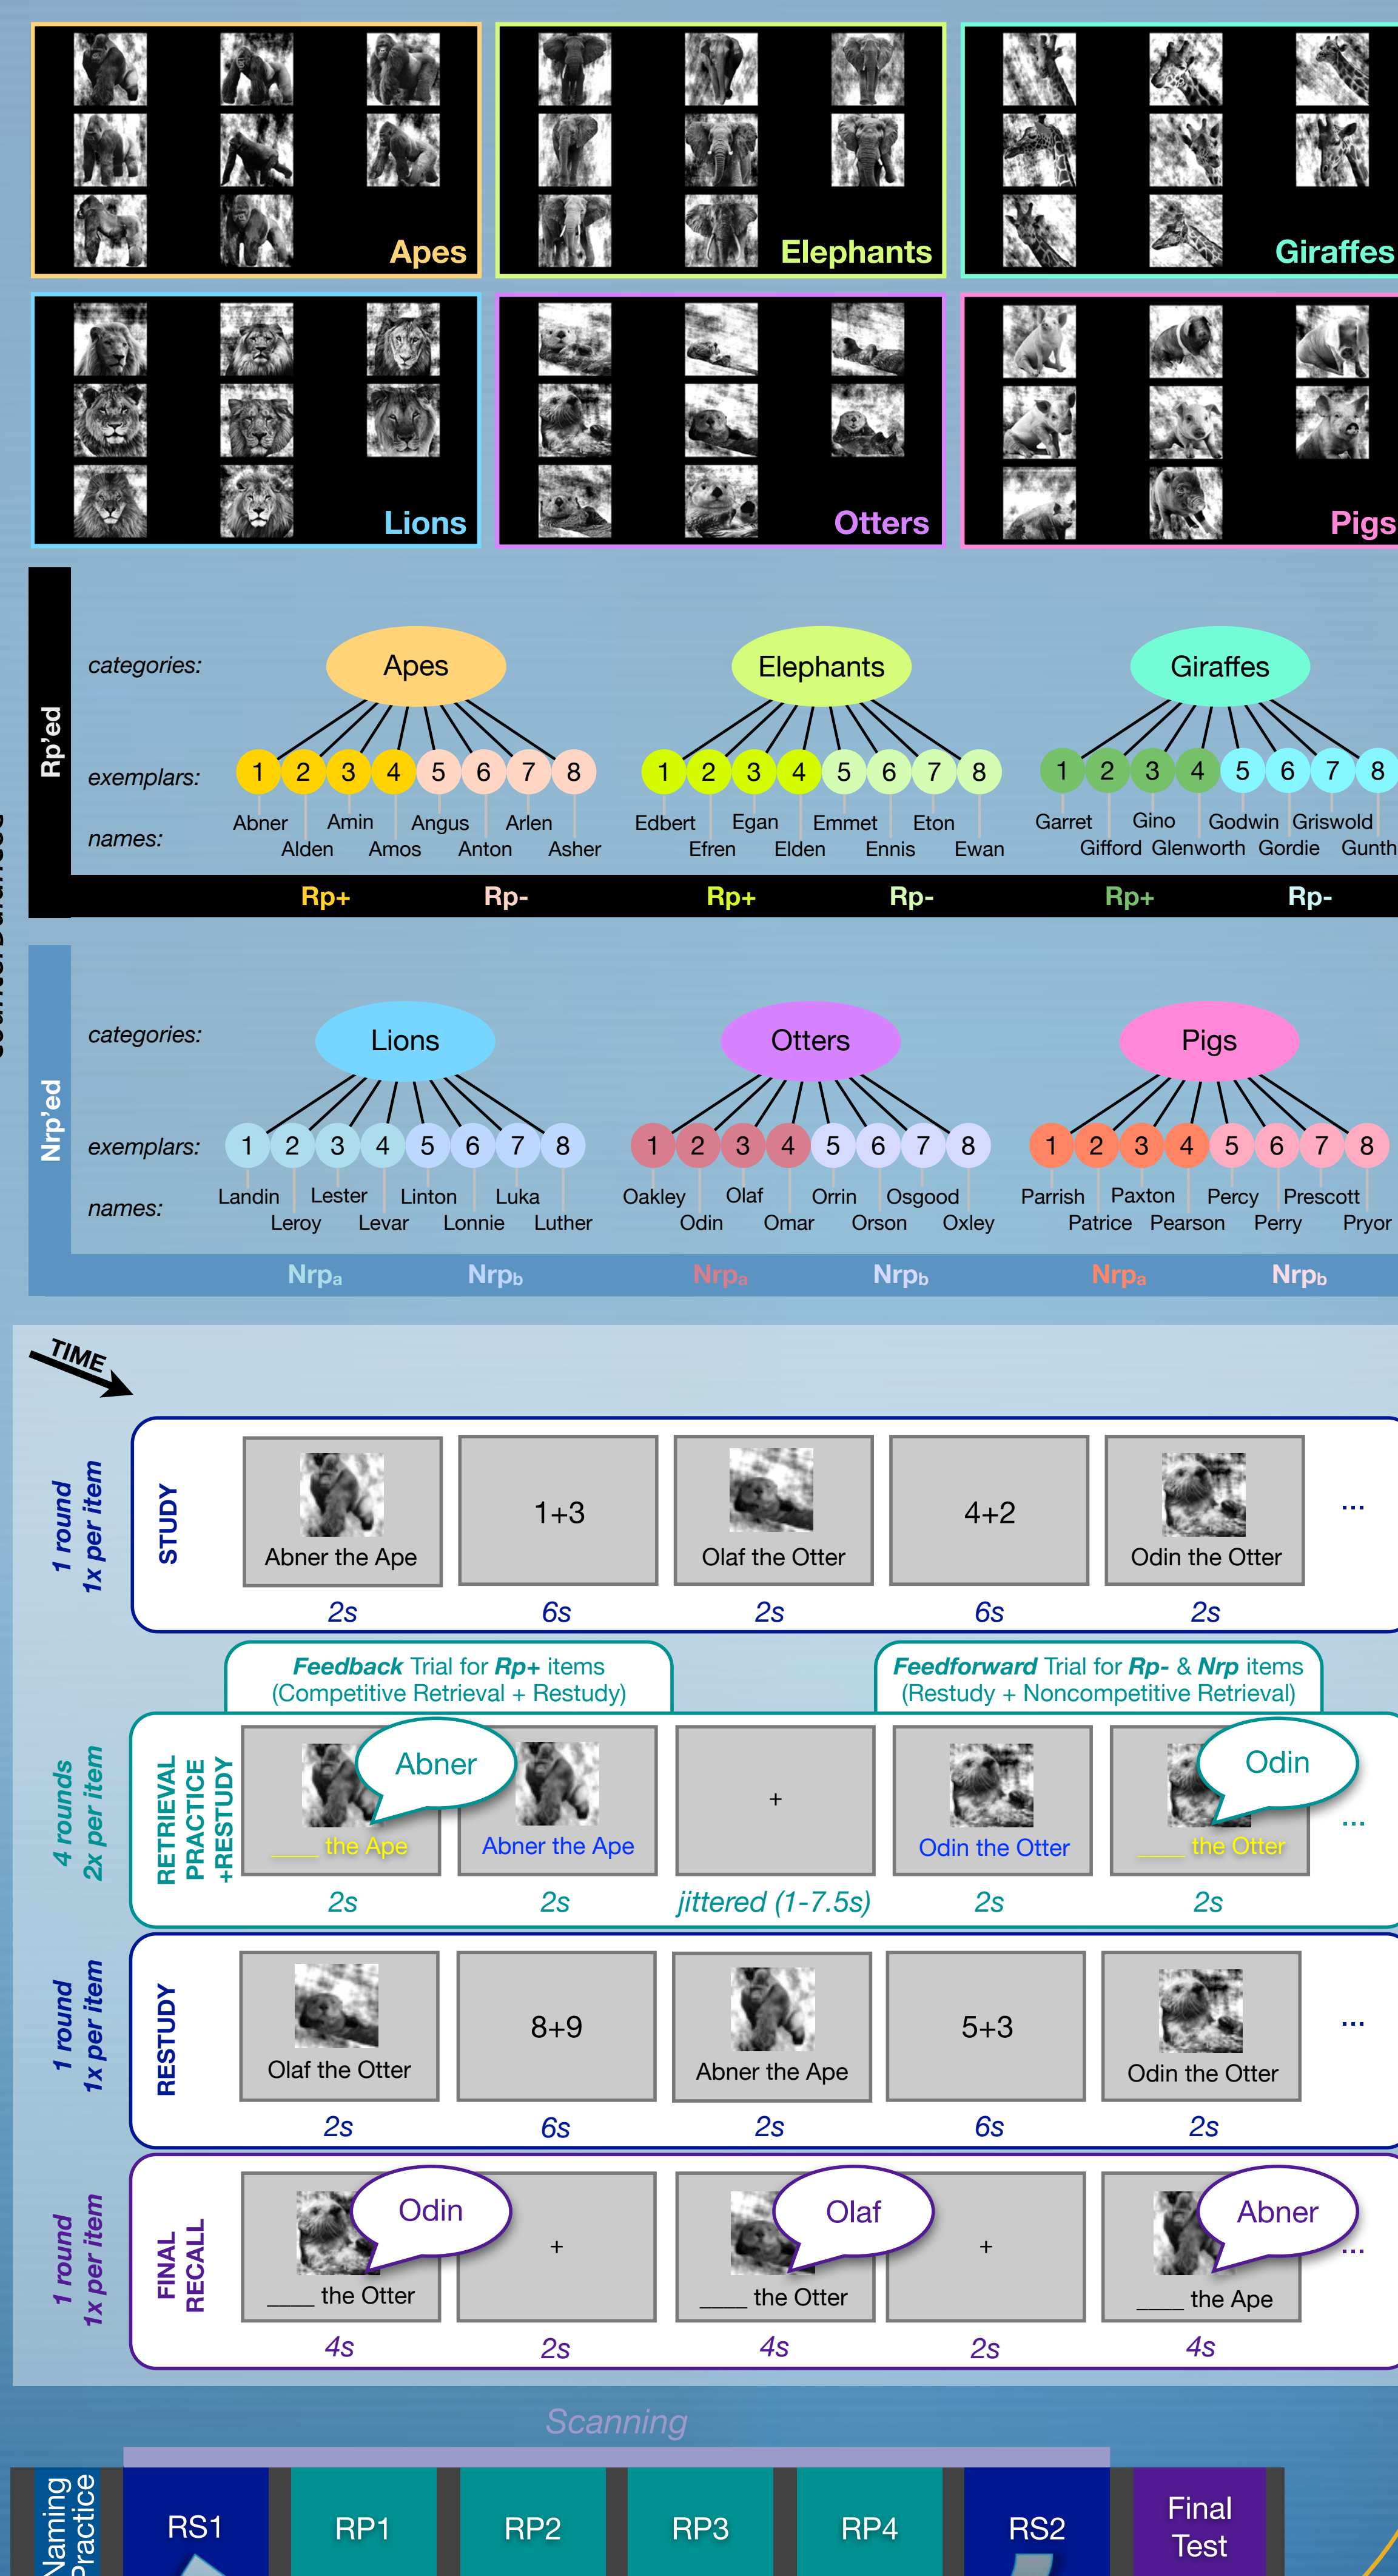 Apes
Elephants
Giraffes
Lions
Otters
Pigs
Rp'ed
categories:
Apes
Elephants
Giraffes
exemplars:
1 2 3 4 5 6 7 8
1 2 3 4 5 6 7 8
1 2 3 4 5 6 7 8
names:
Abner Amin Angus Arlen
Alden Amos Anton Asher
Edbert Egan Emmet Eton
Efren Elden Ennis Ewan
Garret Gino Godwin Griswold
Gifford Glenworth Gordie Gunth
Rp+ Rp- Rp+ Rp- Rp+ Rp-
Nrp'ed
categories:
Lions
Otters
Pigs
exemplars:
1 2 3 4 5 6 7 8
1 2 3 4 5 6 7 8
1 2 3 4 5 6 7 8
names:
Landin Lester Linton Luka
Leroy Levar Lonnie Luther
Oakley Olaf Orrin Osgood
Odin Omar Orson Oxley
Parrish Paxton Percy Prescott
Patrice Pearson Perry Pryor
Nrpa Nrpb Nrpa Nrpb Nrpa Nrpb
TIME
1 round
1x per item
STUDY
Abner the Ape
1+3
Olaf the Otter
4+2
Odin the Otter
...
2s 6s 2s 6s 2s
Feedback Trial for Rp+ items
(Competitive Retrieval + Restudy)
Feedforward Trial for Rp- & Nrp items
(Restudy + Noncompetitive Retrieval)
4 rounds
2x per item
RETRIEVAL
PRACTICE
+RESTUDY
Abner
____ the Ape
Abner the Ape
+
Odin the Otter
Odin
____ the Otter
...
2s 2s jittered (1-7.5s) 2s 2s
1 round
1x per item
RESTUDY
Olaf the Otter
8+9
Abner the Ape
5+3
Odin the Otter
...
2s 6s 2s 6s 2s
1 round
1x per item
FINAL
RECALL
Odin
____ the Otter
+
Olaf
____ the Otter
+
Abner
____ the Ape
...
4s 2s 4s 2s 4s
Scanning
Naming
Practice
RS1
RP1
RP2
RP3
RP4
RS2
Final
Test